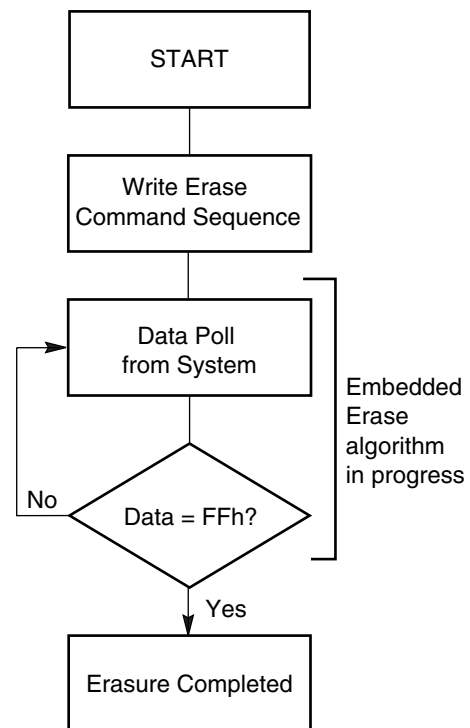 START
Write Erase
Command Sequence
Data Poll
from System
Embedded
Erase
algorithm
in progress
No
Data = FFh?
Yes
Erasure Completed